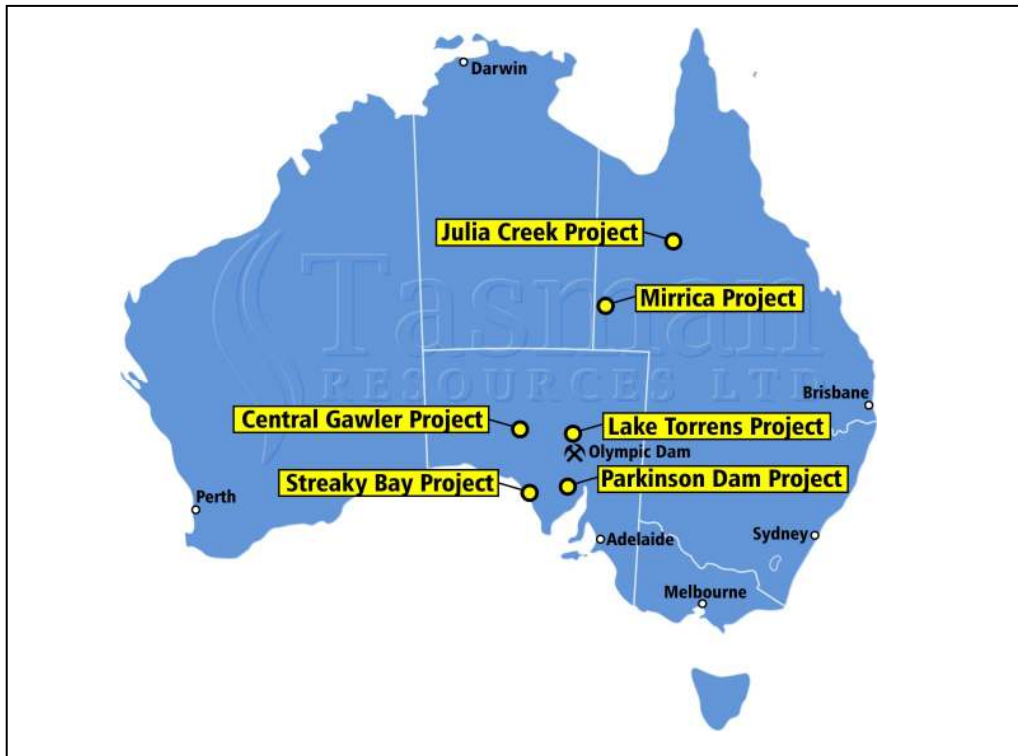 Darwin
Julia Creek Project
Mirrica Project
Tasman
RESOURCES LTD
Brisbane
Central Gawler Project
Lake Torrens Project
Olympic Dam
Streaky Bay Project
Parkinson Dam Project
Perth
Adelaide
Sydney
Melbourne